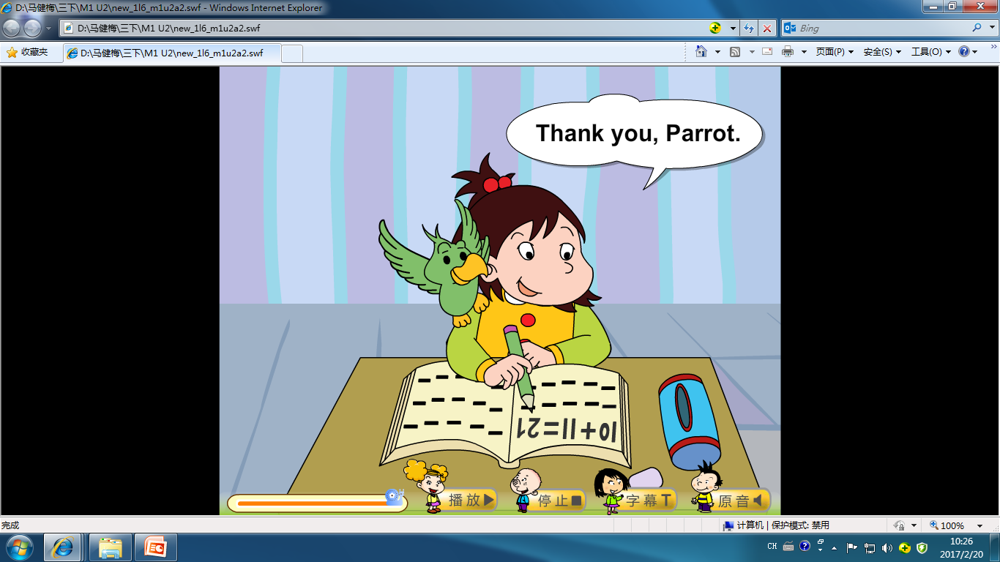 D:\马健梅\三下\M1 U2\new_1l6_m1u2a2.swf - Windows Internet Explorer
D:\马健梅\三下\M1 U2\new_1l6_m1u2a2.swf
Bing
收藏夹
D:\马健梅\三下\M1 U2\new_1l6_m1u2a2.swf
页面(P)
安全(S)
工具(O)
Thank you, Parrot.
10+11=21
播放
停止
字幕T
原音
完成
计算机 | 保护模式: 禁用
100%
CH
10:26
2017/2/20